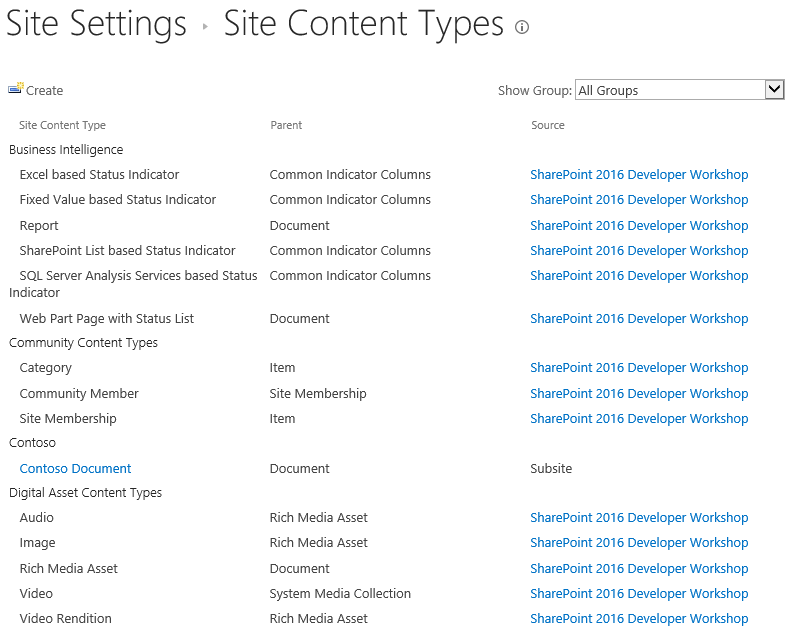 Site Settings ▸ Site Content Types
Create
Show Group: All Groups
Site Content Type Parent Source
Business Intelligence
Excel based Status Indicator Common Indicator Columns SharePoint 2016 Developer Workshop
Fixed Value based Status Indicator Common Indicator Columns SharePoint 2016 Developer Workshop
Report Document SharePoint 2016 Developer Workshop
SharePoint List based Status Indicator Common Indicator Columns SharePoint 2016 Developer Workshop
SQL Server Analysis Services based Status Common Indicator Columns SharePoint 2016 Developer Workshop
Indicator
Web Part Page with Status List Document SharePoint 2016 Developer Workshop
Community Content Types
Category Item SharePoint 2016 Developer Workshop
Community Member Site Membership SharePoint 2016 Developer Workshop
Site Membership Item SharePoint 2016 Developer Workshop
Contoso
Contoso Document Document Subsite
Digital Asset Content Types
Audio Rich Media Asset SharePoint 2016 Developer Workshop
Image Rich Media Asset SharePoint 2016 Developer Workshop
Rich Media Asset Document SharePoint 2016 Developer Workshop
Video System Media Collection SharePoint 2016 Developer Workshop
Video Rendition Rich Media Asset SharePoint 2016 Developer Workshop